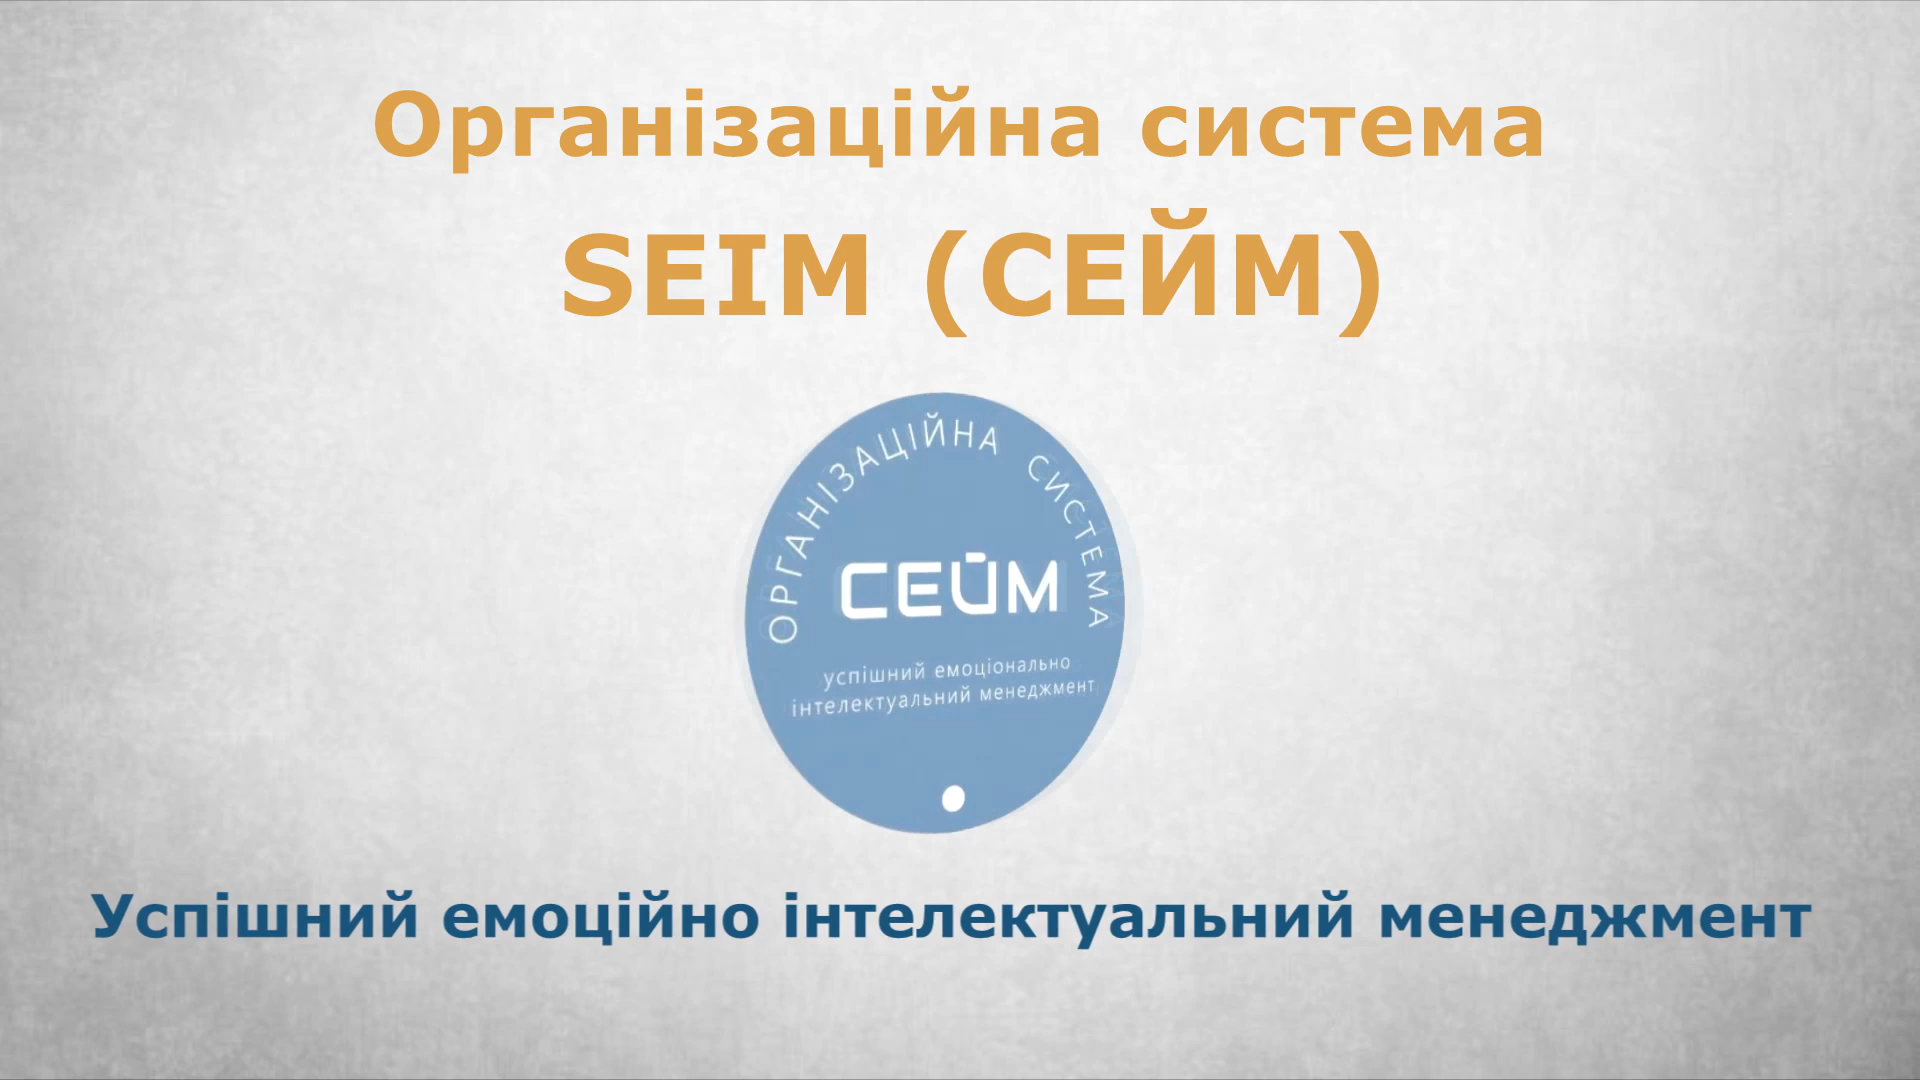 Організаційна система
SEIM (СЕЙМ)
ОРГАНІЗАЦІЙНА СИСТЕМА
СЕЙМ
успішний емоціонально
інтелектуальний менеджмент
Успішний емоційно інтелектуальний менеджмент